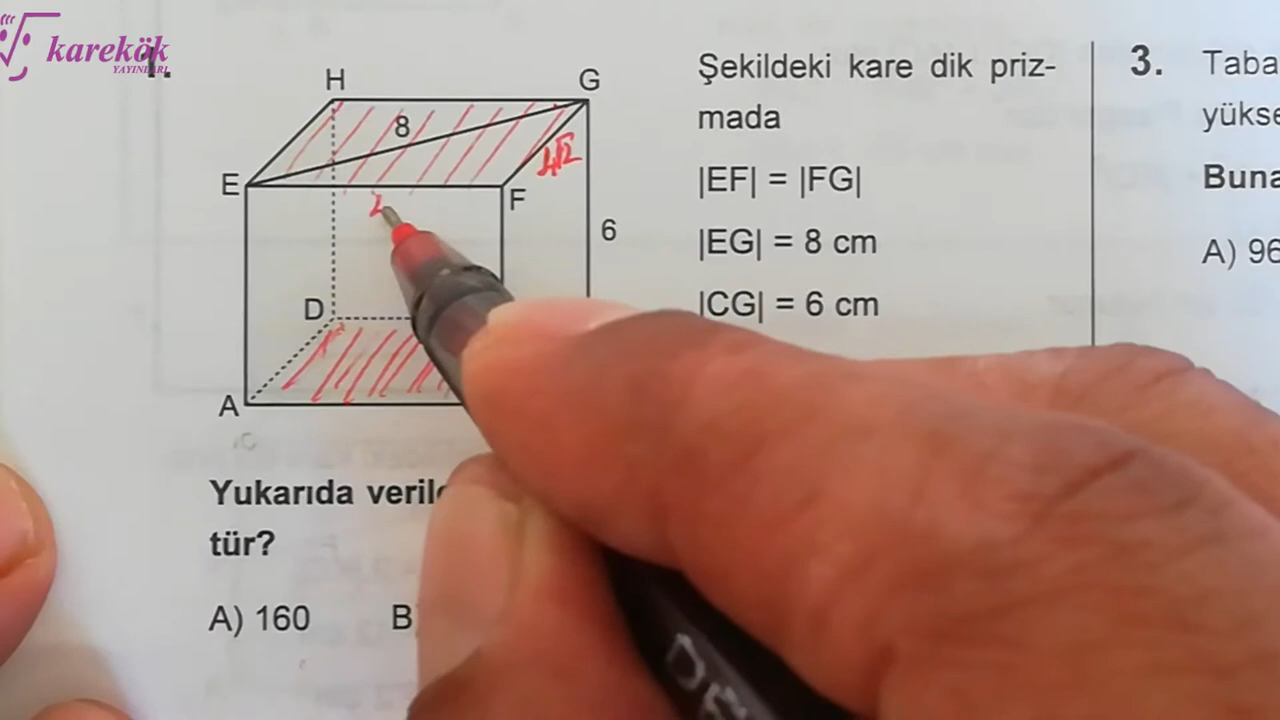 karekök
YAYINLARI
1.
H
G
8
4√2
E
F
6
D
A
Şekildeki kare dik priz-
mada
|EF| = |FG|
|EG| = 8 cm
|CG| = 6 cm
Yukarıda
tür?
A) 160 B
3. Taba
yükse
Buna
A) 96